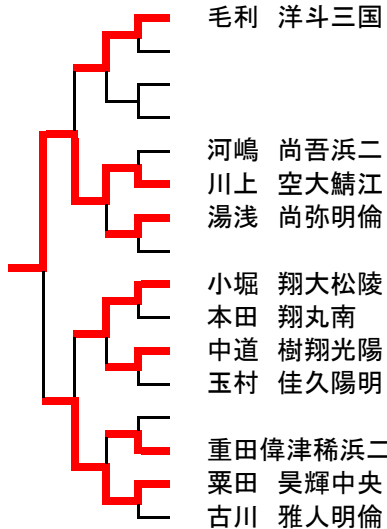 毛利 洋斗三国
河嶋 尚吾浜二
川上 空大鯖江
湯浅 尚弥明倫
小堀 翔大松陵
本田 翔丸南
中道 樹翔光陽
玉村 佳久陽明
重田偉津稀浜二
粟田 昊輝中央
古川 雅人明倫